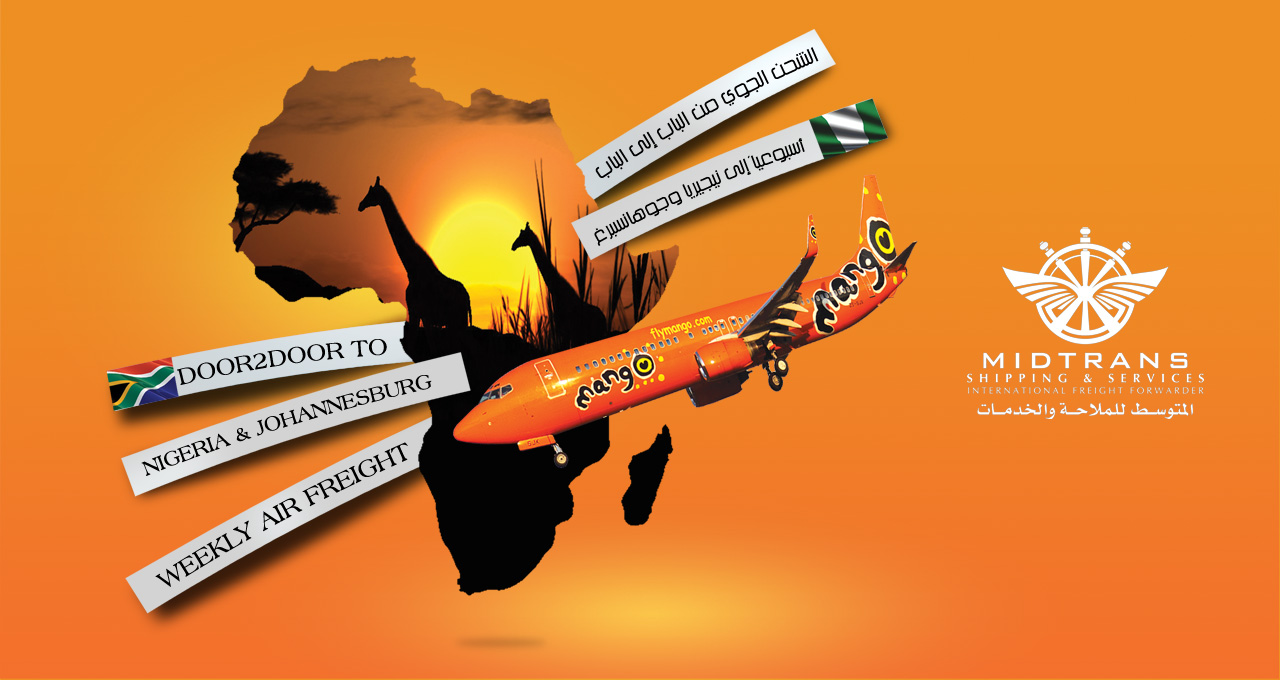 الشحن الجوي من الباب إلى الباب
أسبوعياً إلى نيجيريا وجوهانسبرغ
DOOR2DOOR TO
NIGERIA & JOHANNESBURG
WEEKLY AIR FREIGHT
mango
flymango.com
mango
MIDTRANS
SHIPPING & SERVICES
INTERNATIONAL FREIGHT FORWARDER
المتوسط للملاحة والخدمات